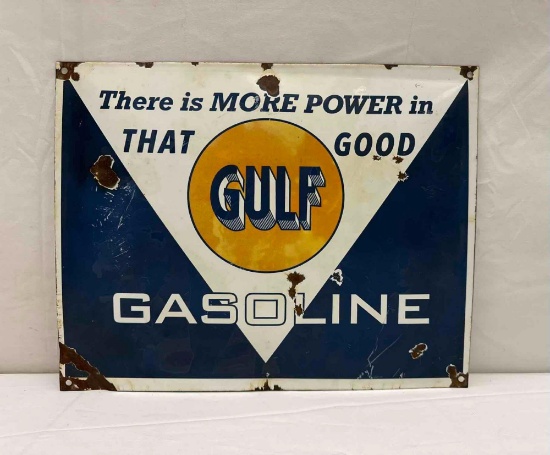 There is MORE POWER in
THAT GOOD
GULF
GASOLINE